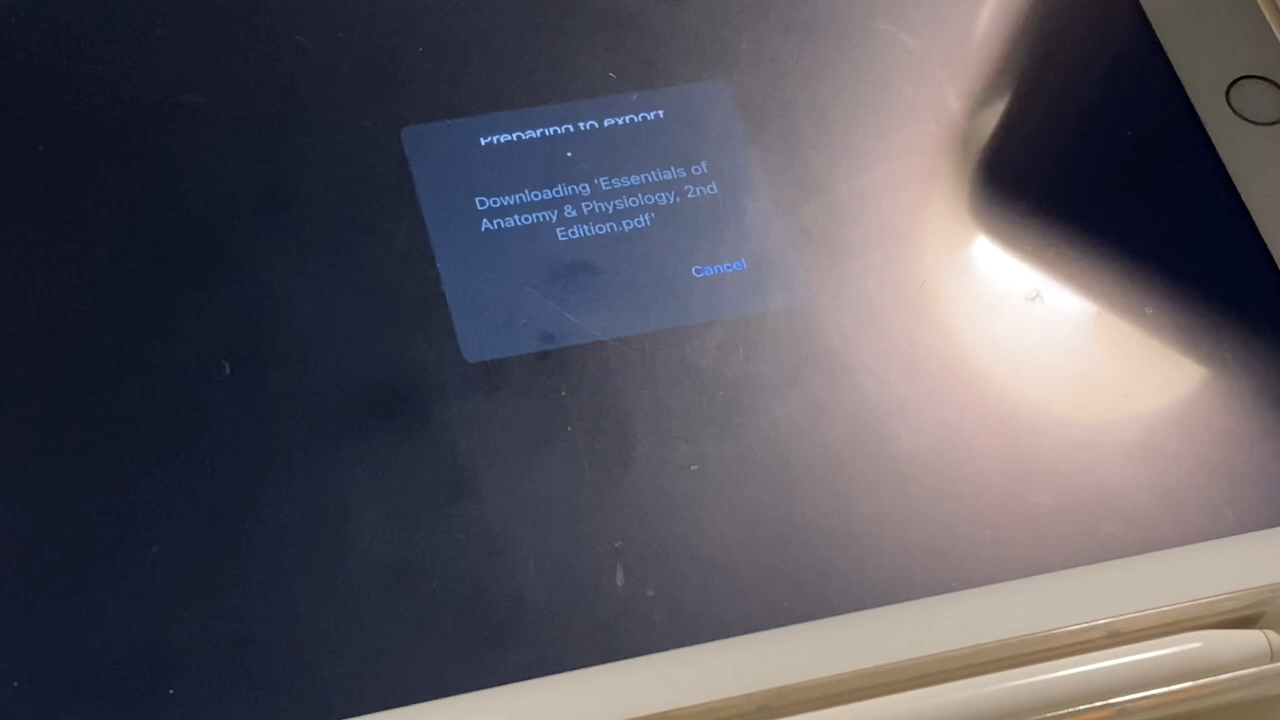 Preparing to export
Downloading 'Essentials of
Anatomy & Physiology, 2nd
Edition.pdf'
Cancel